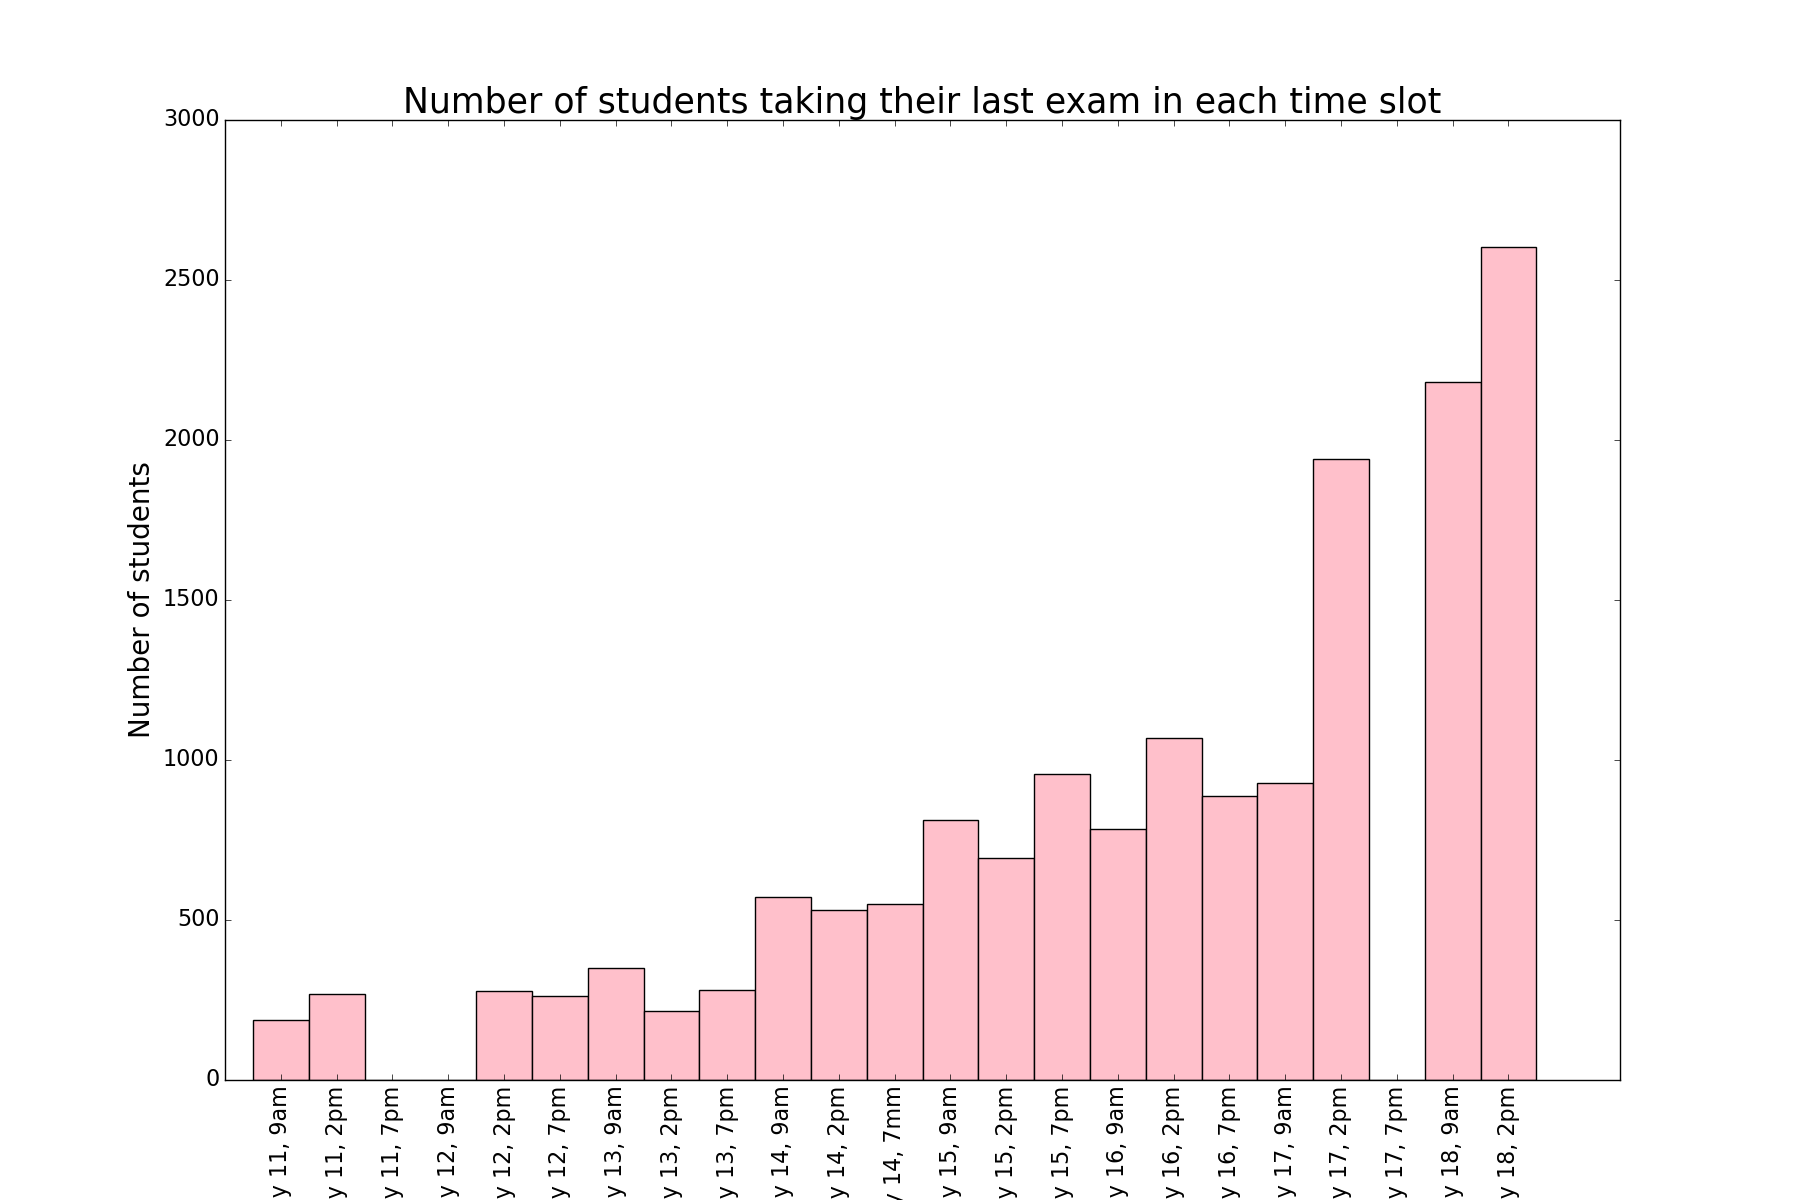 Number of students taking their last exam in each time slot
3000
2500
2000
1500
1000
500
0
Number of students
y 11, 9am
y 11, 2pm
y 11, 7pm
y 12, 9am
y 12, 2pm
y 12, 7pm
y 13, 9am
y 13, 2pm
y 13, 7pm
y 14, 9am
y 14, 2pm
y 14, 7mm
y 15, 9am
y 15, 2pm
y 15, 7pm
y 16, 9am
y 16, 2pm
y 16, 7pm
y 17, 9am
y 17, 2pm
y 17, 7pm
y 18, 9am
y 18, 2pm